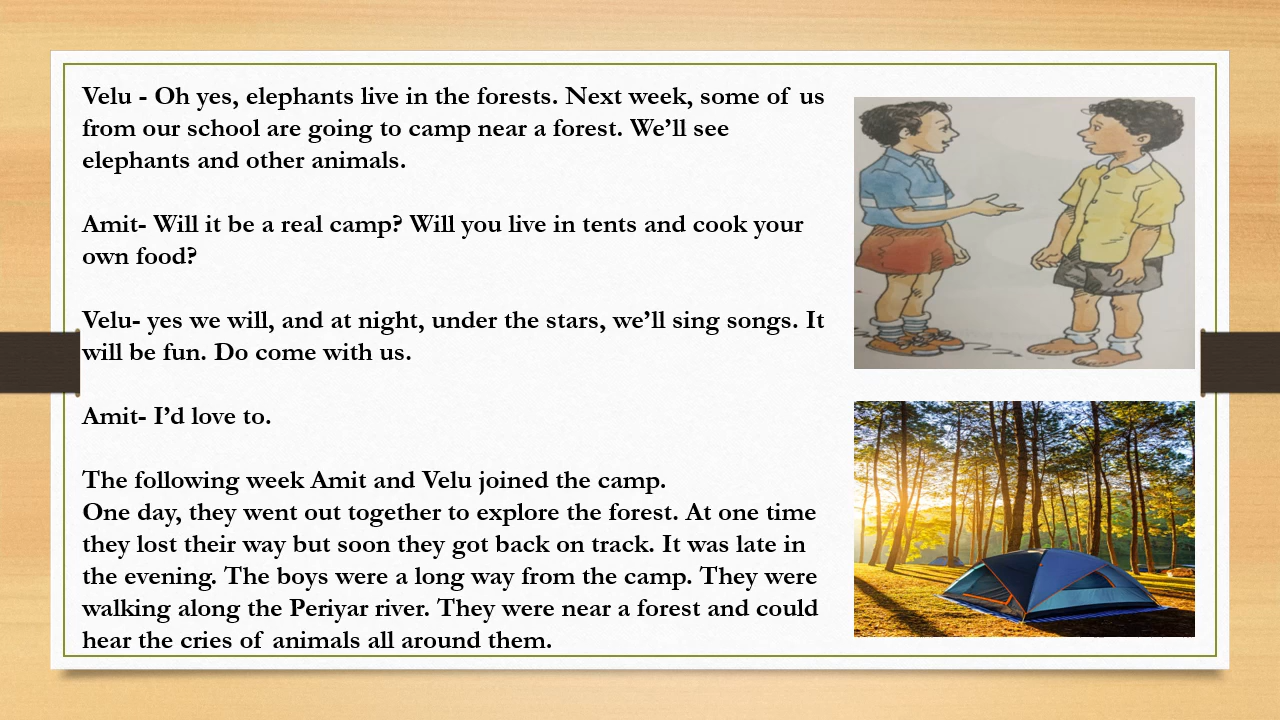 Velu - Oh yes, elephants live in the forests. Next week, some of us
from our school are going to camp near a forest. We’ll see
elephants and other animals.
Amit- Will it be a real camp? Will you live in tents and cook your
own food?
Velu- yes we will, and at night, under the stars, we’ll sing songs. It
will be fun. Do come with us.
Amit- I’d love to.
The following week Amit and Velu joined the camp.
One day, they went out together to explore the forest. At one time
they lost their way but soon they got back on track. It was late in
the evening. The boys were a long way from the camp. They were
walking along the Periyar river. They were near a forest and could
hear the cries of animals all around them.